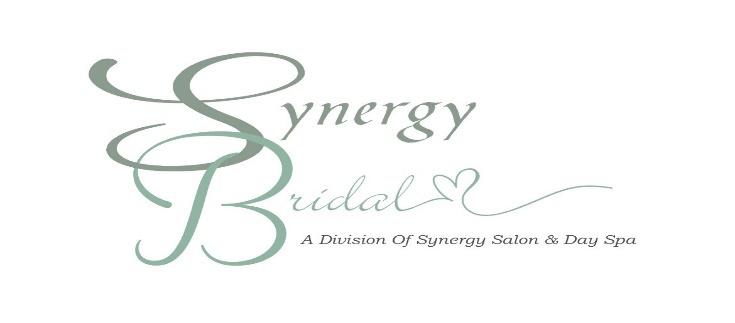 Synergy
Bridal
A Division Of Synergy Salon & Day Spa